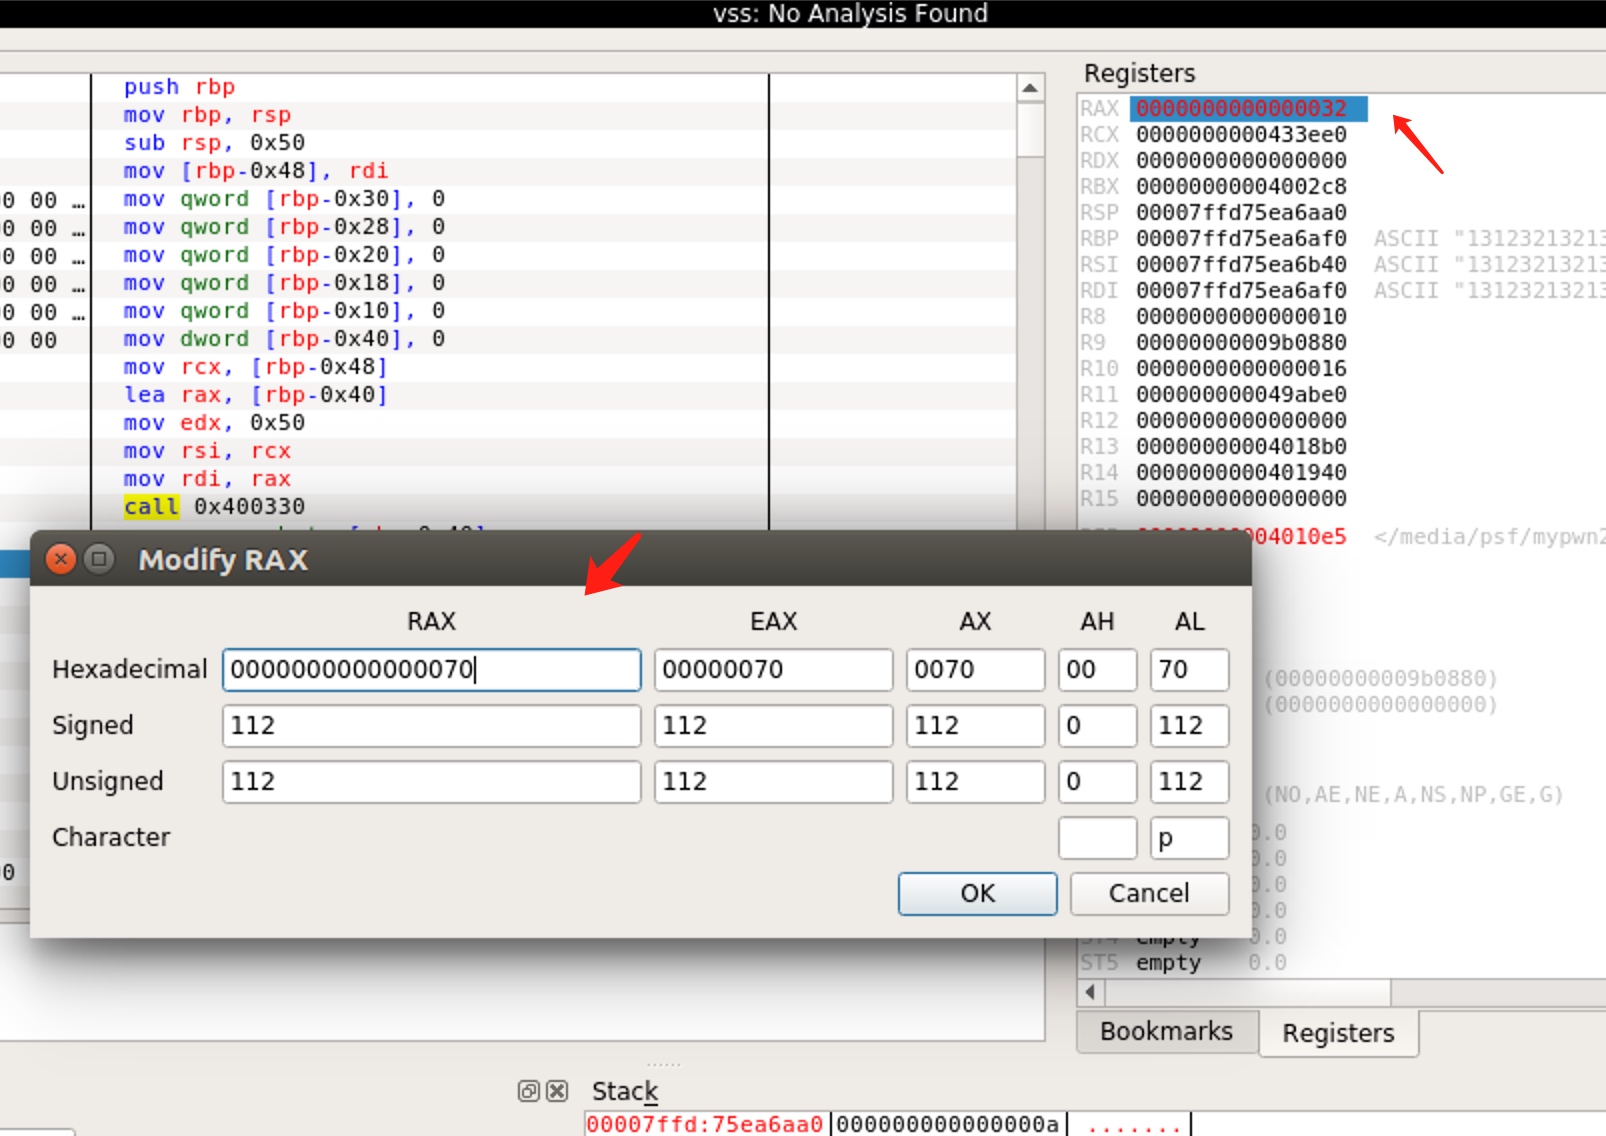 vss: No Analysis Found
push rbp
mov rbp, rsp
sub rsp, 0x50
mov [rbp-0x48], rdi
00 00 … mov qword [rbp-0x30], 0
00 00 … mov qword [rbp-0x28], 0
00 00 … mov qword [rbp-0x20], 0
00 00 … mov qword [rbp-0x18], 0
00 00 … mov qword [rbp-0x10], 0
00 00 mov dword [rbp-0x40], 0
mov rcx, [rbp-0x48]
lea rax, [rbp-0x40]
mov edx, 0x50
mov rsi, rcx
mov rdi, rax
call 0x400330
Registers
RAX 0000000000000032
RCX 0000000000433ee0
RDX 0000000000000000
RBX 00000000004002c8
RSP 00007ffd75ea6aa0
RBP 00007ffd75ea6af0 ASCII "13123213213
RSI 00007ffd75ea6b40 ASCII "13123213213
RDI 00007ffd75ea6af0 ASCII "13123213213
R8 0000000000000010
R9 00000000009b0880
R10 0000000000000016
R11 000000000049abe0
R12 0000000000000000
R13 00000000004018b0
R14 0000000000401940
R15 0000000000000000
04010e5 </media/psf/mypwn2
(00000000009b0880)
(0000000000000000)
(NO,AE,NE,A,NS,NP,GE,G)
0.0
0.0
0.0
0.0
ST4 empty 0.0
ST5 empty 0.0
Bookmarks Registers
Modify RAX
RAX EAX AX AH AL
Hexadecimal 0000000000000070 00000070 0070 00 70
Signed 112 112 112 0 112
Unsigned 112 112 112 0 112
Character p
OK Cancel
Stack
00007ffd:75ea6aa0 000000000000000a .......